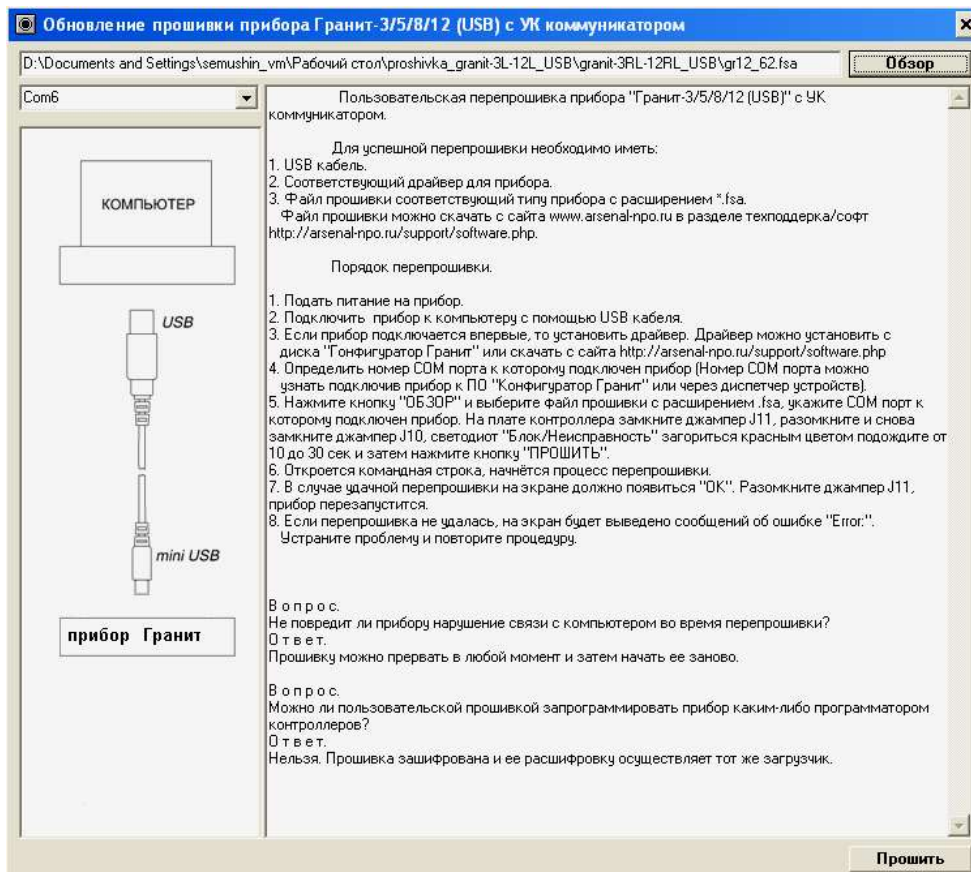 Обновление прошивки прибора Гранит-3/5/8/12 (USB) с УК коммуникатором
D:\Documents and Settings\semushin_vm\Рабочий стол\proshivka_granit-3L-12L_USB\granit-3RL-12RL_USB\gr12_62.fsa
Обзор
Com6
КОМПЬЮТЕР
USB
mini USB
прибор Гранит
Пользовательская перепрошивка прибора "Гранит-3/5/8/12 (USB)" с УК
коммуникатором.
Для успешной перепрошивки необходимо иметь:
1. USB кабель.
2. Соответствующий драйвер для прибора.
3. Файл прошивки соответствующий типу прибора с расширением *.fsa.
Файл прошивки можно скачать с сайта www.arsenal-npo.ru в разделе техподдержка/софт
http://arsenal-npo.ru/support/software.php.
Порядок перепрошивки.
1. Подать питание на прибор.
2. Подключить прибор к компьютеру с помощью USB кабеля.
3. Если прибор подключается впервые, то установить драйвер. Драйвер можно установить с
диска "Гонфигуратор Гранит" или скачать с сайта http://arsenal-npo.ru/support/software.php
4. Определить номер COM порта к которому подключен прибор (Номер COM порта можно
узнать подключив прибор к ПО "Конфигуратор Гранит" или через диспетчер устройств).
5. Нажмите кнопку "ОБЗОР" и выберите файл прошивки с расширением .fsa, укажите COM порт к
которому подключен прибор. На плате контроллера замкните джампер J11, разомкните и снова
замкните джампер J10, светодиот "Блок/Неисправность" загориться красным цветом подождите от
10 до 30 сек и затем нажмите кнопку "ПРОШИТЬ".
6. Откроется командная строка, начнётся процесс перепрошивки.
7. В случае удачной перепрошивки на экране должно появиться "OK". Разомкните джампер J11,
прибор перезапустится.
8. Если перепрошивка не удалась, на экран будет выведено сообщений об ошибке "Error:".
Устраните проблему и повторите процедуру.
В о п р о с.
Не повредит ли прибору нарушение связи с компьютером во время перепрошивки?
О т в е т.
Прошивку можно прервать в любой момент и затем начать ее заново.
В о п р о с.
Можно ли пользовательской прошивкой запрограммировать прибор каким-либо программатором
контроллеров?
О т в е т.
Нельзя. Прошивка зашифрована и ее расшифровку осуществляет тот же загрузчик.
Прошить